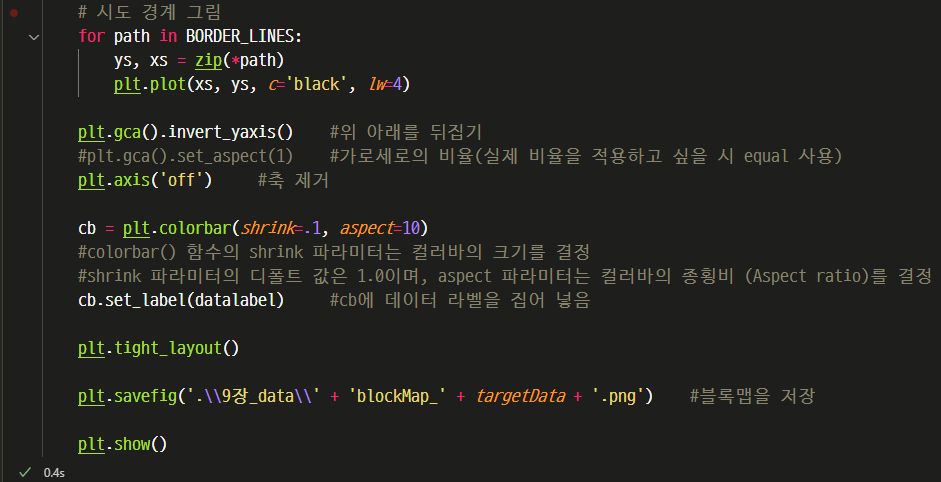 # 시도 경계 그림
for path in BORDER_LINES:
ys, xs = zip(*path)
plt.plot(xs, ys, c='black', lw=4)
plt.gca().invert_yaxis() #위 아래를 뒤집기
#plt.gca().set_aspect(1) #가로세로의 비율(실제 비율을 적용하고 싶을 시 equal 사용)
plt.axis('off') #축 제거
cb = plt.colorbar(shrink=.1, aspect=10)
#colorbar() 함수의 shrink 파라미터는 컬러바의 크기를 결정
#shrink 파라미터의 디폴트 값은 1.0이며, aspect 파라미터는 컬러바의 종횡비 (Aspect ratio)를 결정
cb.set_label(datalabel) #cb에 데이터 라벨을 집어 넣음
plt.tight_layout()
plt.savefig('.\\9장_data\\' + 'blockMap_' + targetData + '.png') #블록맵을 저장
plt.show()
0.4s